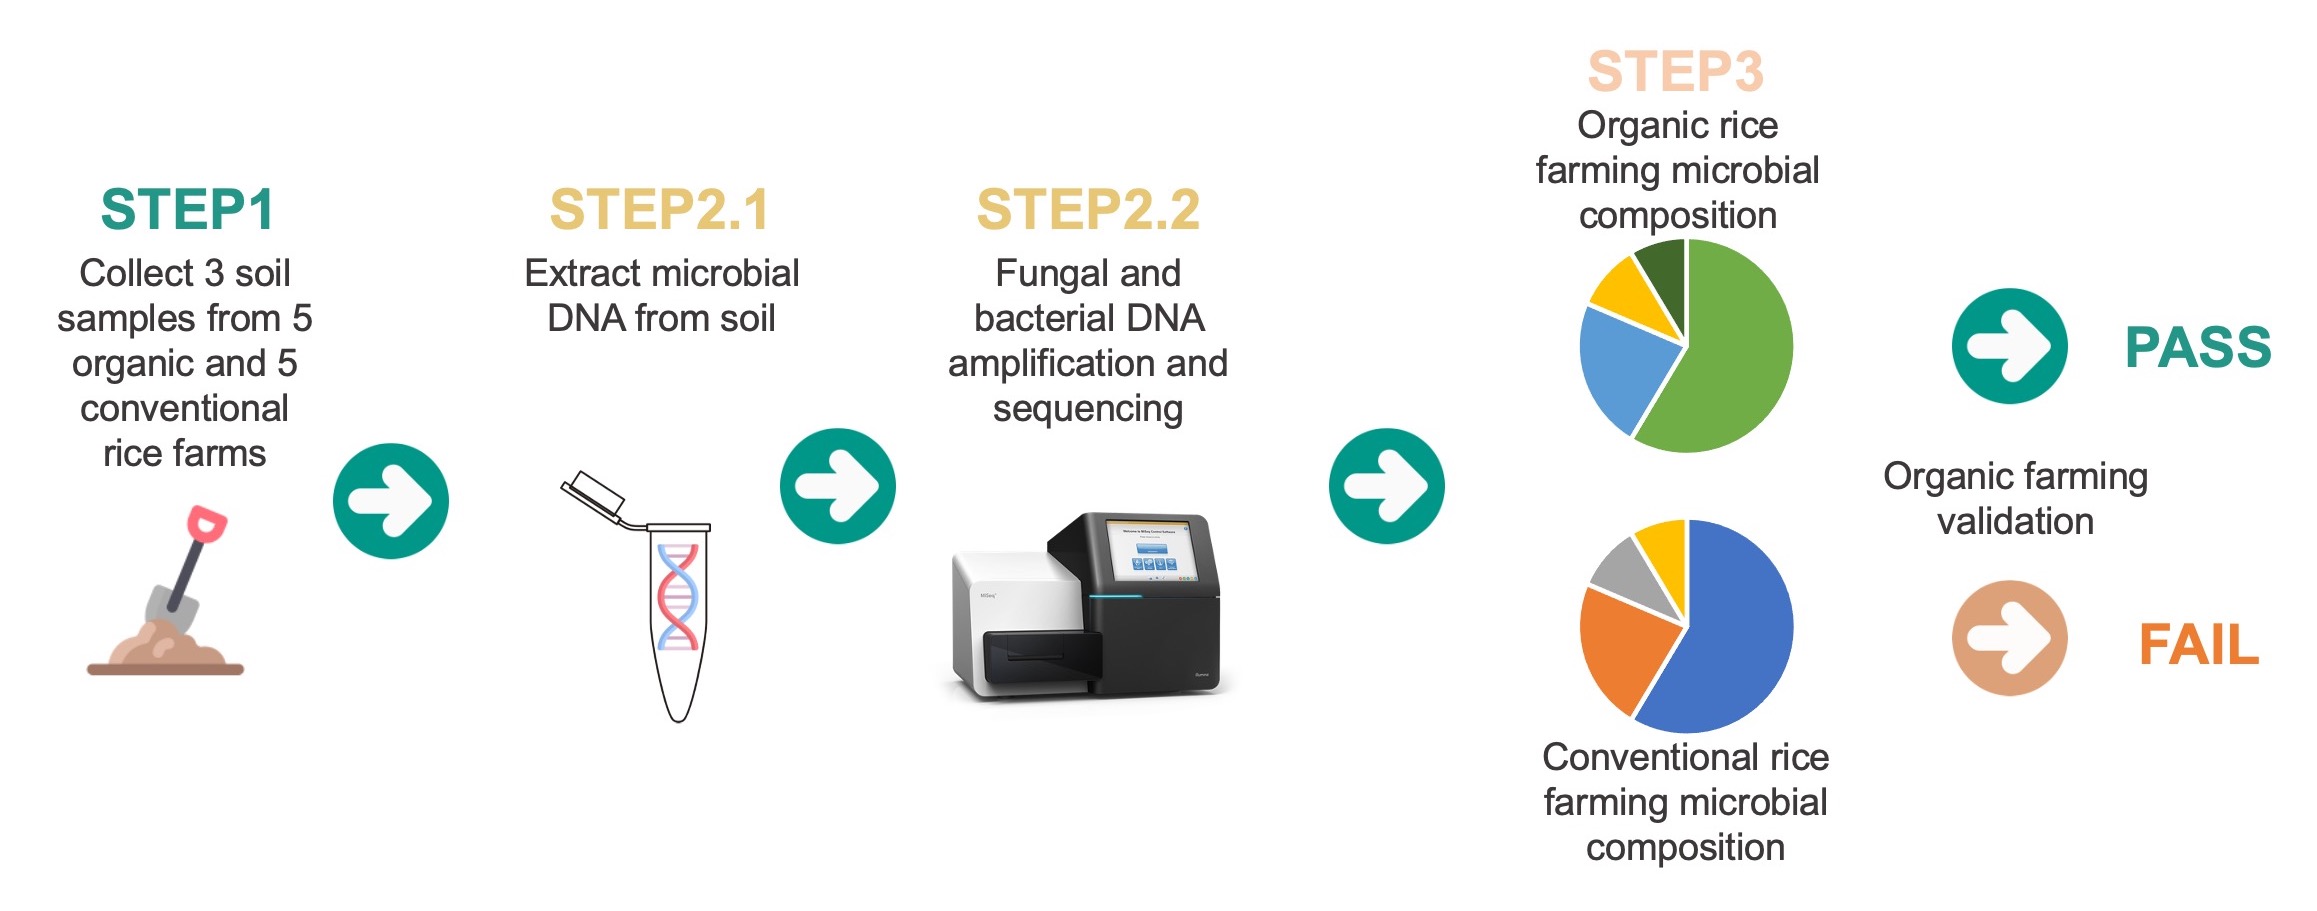 STEP1
Collect 3 soil
samples from 5
organic and 5
conventional
rice farms
STEP2.1
Extract microbial
DNA from soil
STEP2.2
Fungal and
bacterial DNA
amplification and
sequencing
MiSeq
STEP3
Organic rice
farming microbial
composition
Conventional rice
farming microbial
composition
PASS
Organic farming
validation
FAIL